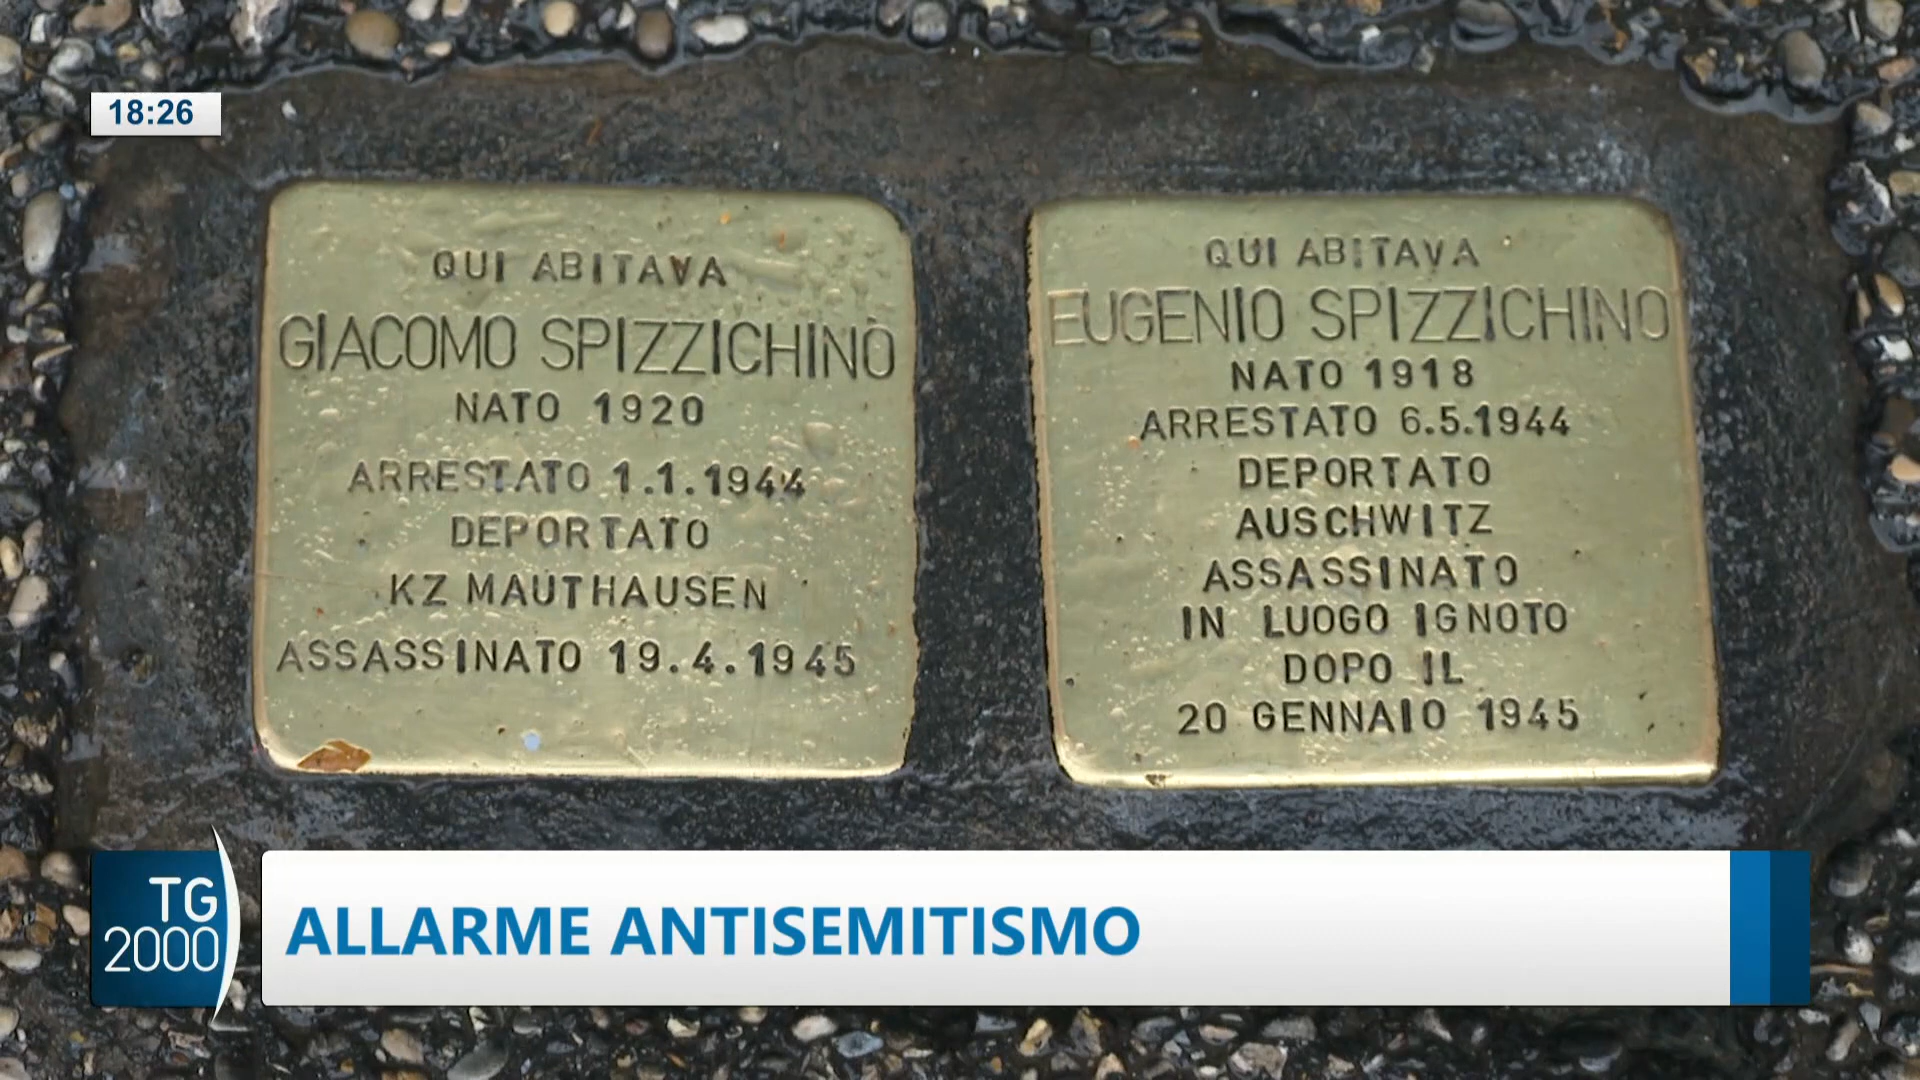 18:26
QUI ABITAVA
GIACOMO SPIZZICHINO
NATO 1920
ARRESTATO 1.1.1944
DEPORTATO
KZ MAUTHAUSEN
ASSASSINATO 19.4.1945
QUI ABITAVA
EUGENIO SPIZZICHINO
NATO 1918
ARRESTATO 6.5.1944
DEPORTATO
AUSCHWITZ
ASSASSINATO
IN LUOGO IGNOTO
DOPO IL
20 GENNAIO 1945
TG
2000
ALLARME ANTISEMITISMO